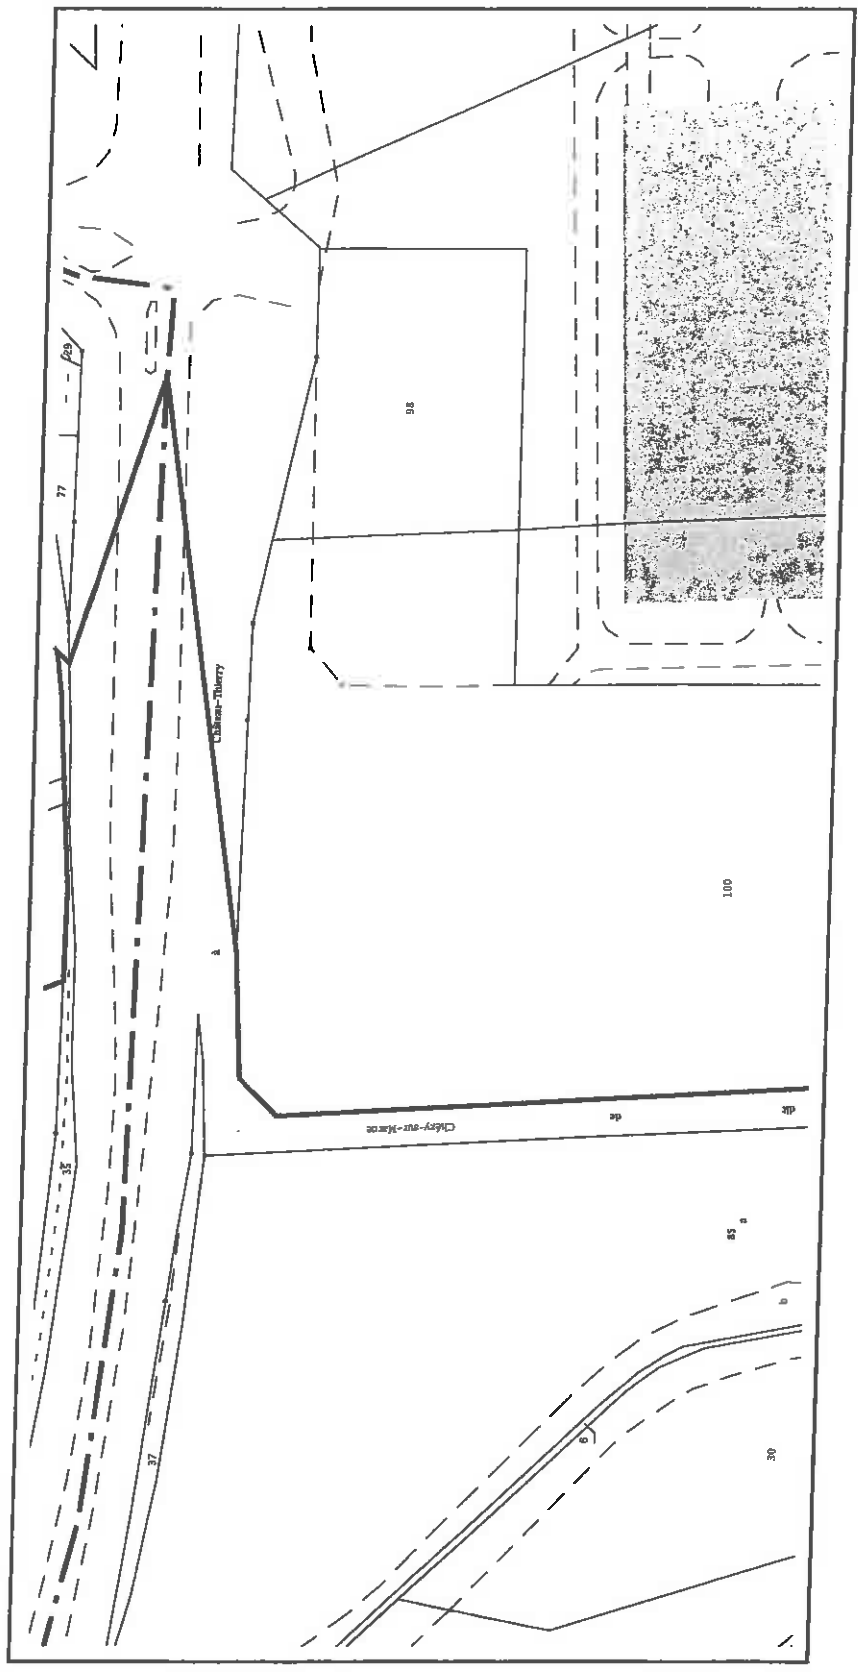 29
77
98
Château-Thierry
100
à
Chézy-sur-Marne
de
dit
35
85 a
b
37
6
30